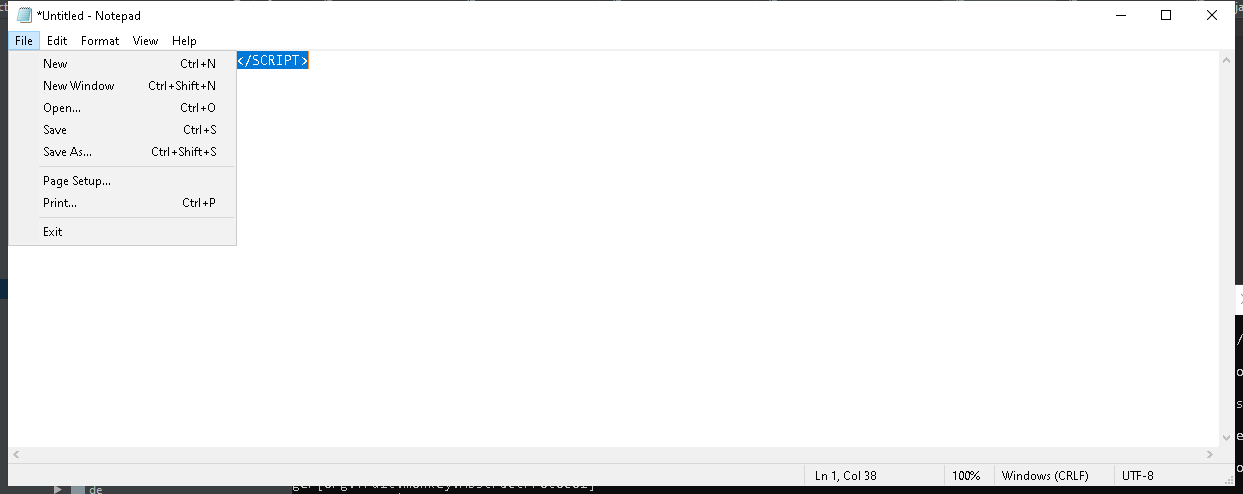 *Untitled - Notepad
File Edit Format View Help
</SCRIPT>
New Ctrl+N
New Window Ctrl+Shift+N
Open... Ctrl+O
Save Ctrl+S
Save As... Ctrl+Shift+S
Page Setup...
Print... Ctrl+P
Exit
Ln 1, Col 38 100% Windows (CRLF) UTF-8
de